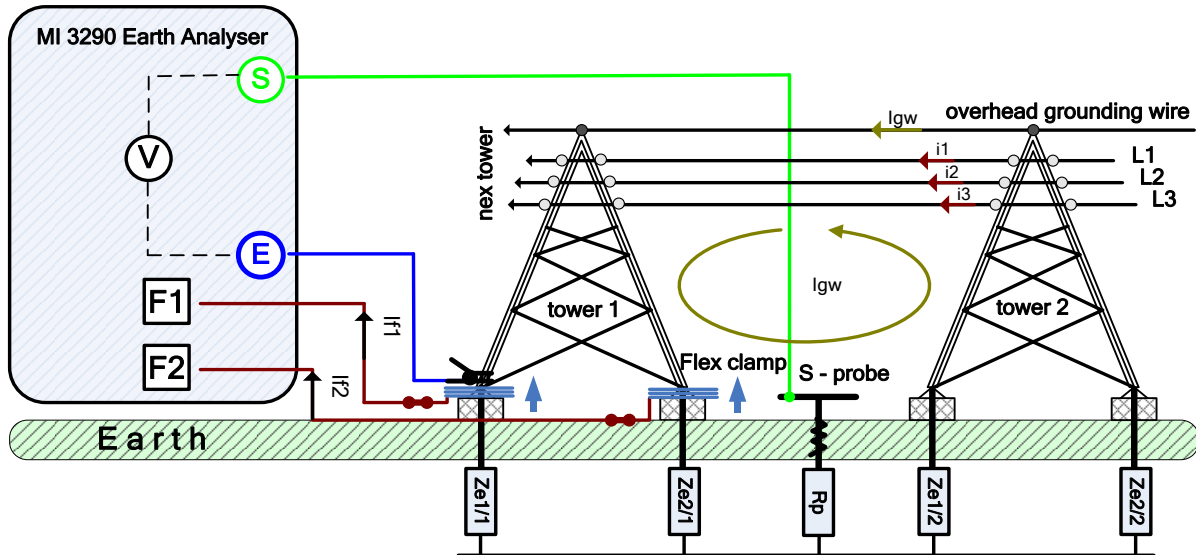 MI 3290 Earth Analyser
S
V
E
F1
F2
If1
If2
nex tower
Igw
overhead grounding wire
i1
L1
i2
L2
i3
L3
Igw
tower 1
tower 2
Flex clamp
S - probe
Earth
Ze1/1
Ze2/1
Rp
Ze1/2
Ze2/2